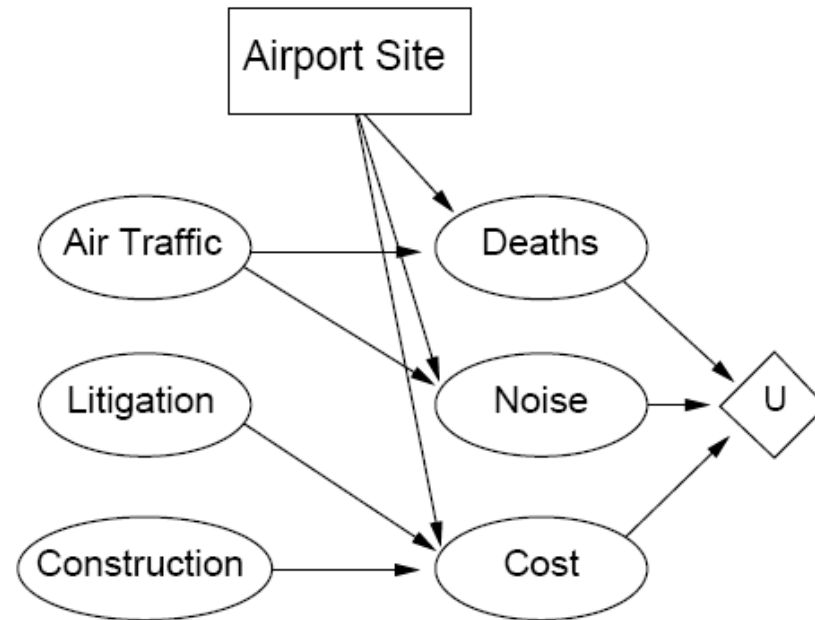 Airport Site
Air Traffic
Deaths
Litigation
Noise
U
Construction
Cost